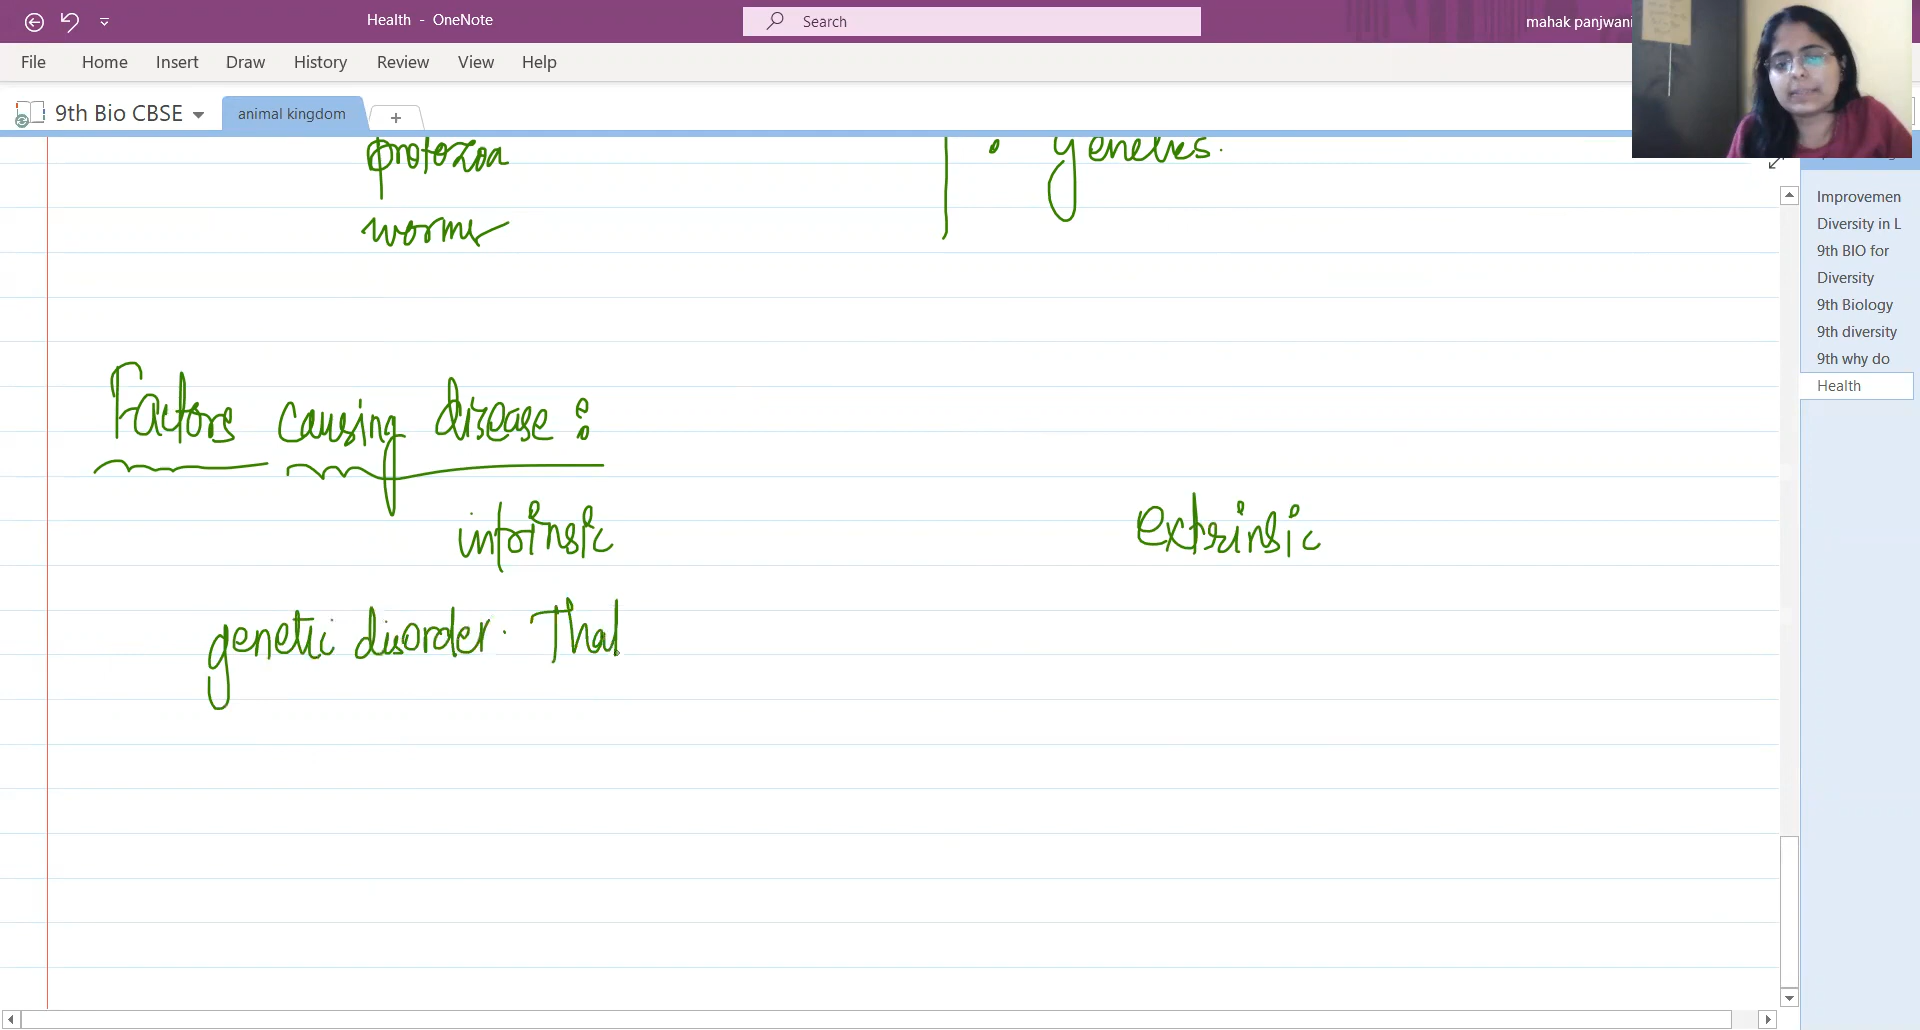 Health - OneNote
Search
mahak panjwani
File Home Insert Draw History Review View Help
9th Bio CBSE
animal kingdom
+
protozoa
worms
• genetics.
Factors causing disease :
intrinsic
extrinsic
genetic disorder. Thal
Improvemen
Diversity in L
9th BIO for
Diversity
9th Biology
9th diversity
9th why do
Health